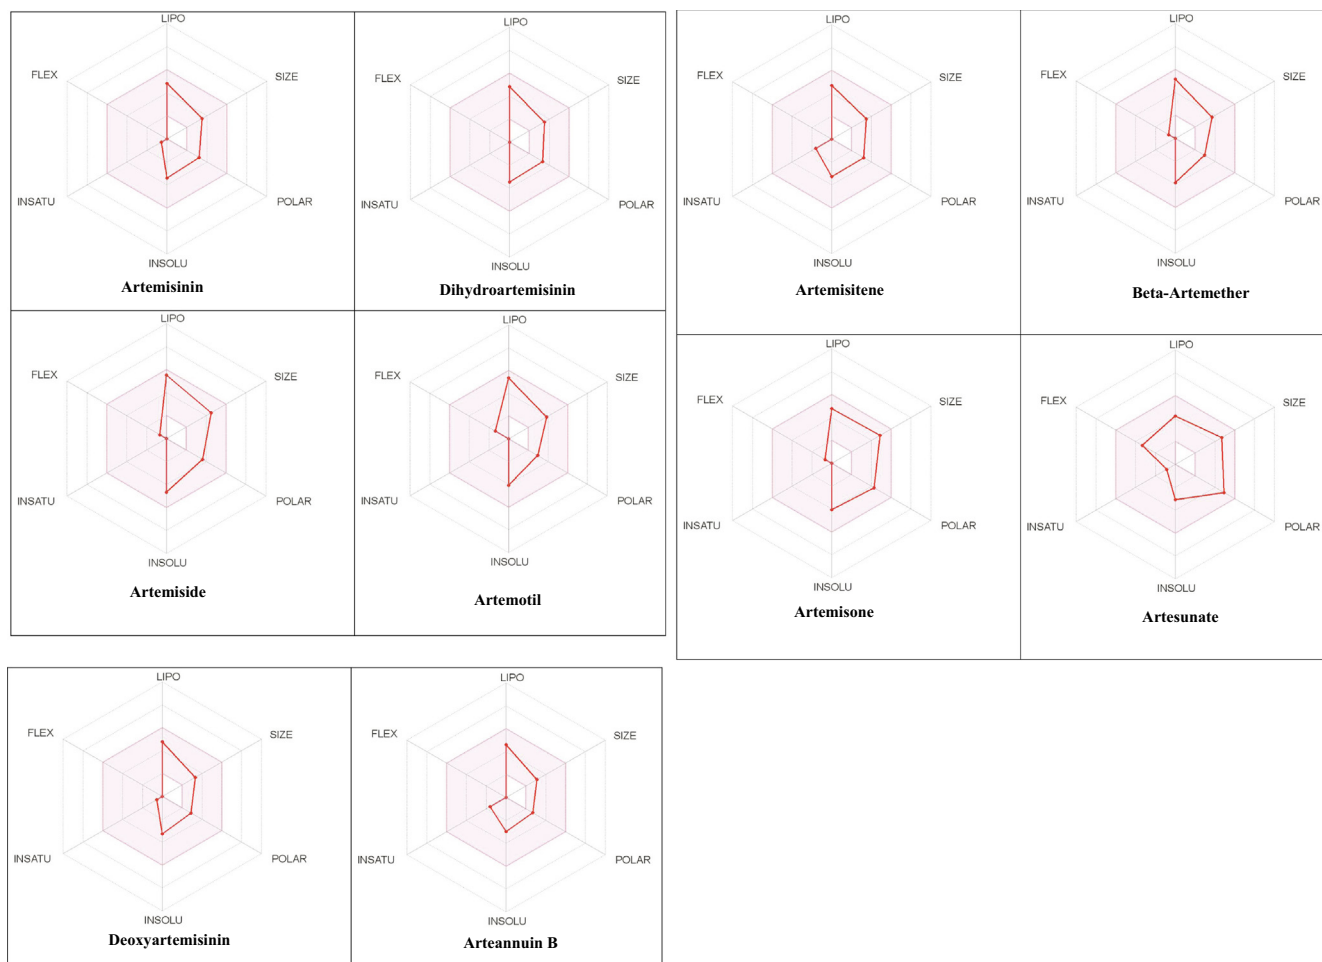 LIPO
FLEX
SIZE
INSATU
POLAR
INSOLU
Artemisinin
LIPO
FLEX
SIZE
INSATU
POLAR
INSOLU
Dihydroartemisinin
LIPO
FLEX
SIZE
INSATU
POLAR
INSOLU
Artemisitene
LIPO
FLEX
SIZE
INSATU
POLAR
INSOLU
Beta-Artemether
LIPO
FLEX
SIZE
INSATU
POLAR
INSOLU
Artemiside
LIPO
FLEX
SIZE
INSATU
POLAR
INSOLU
Artemotil
LIPO
FLEX
SIZE
INSATU
POLAR
INSOLU
Artemisone
LIPO
FLEX
SIZE
INSATU
POLAR
INSOLU
Artesunate
LIPO
FLEX
SIZE
INSATU
POLAR
INSOLU
Deoxyartemisinin
LIPO
FLEX
SIZE
INSATU
POLAR
INSOLU
Arteannuin B